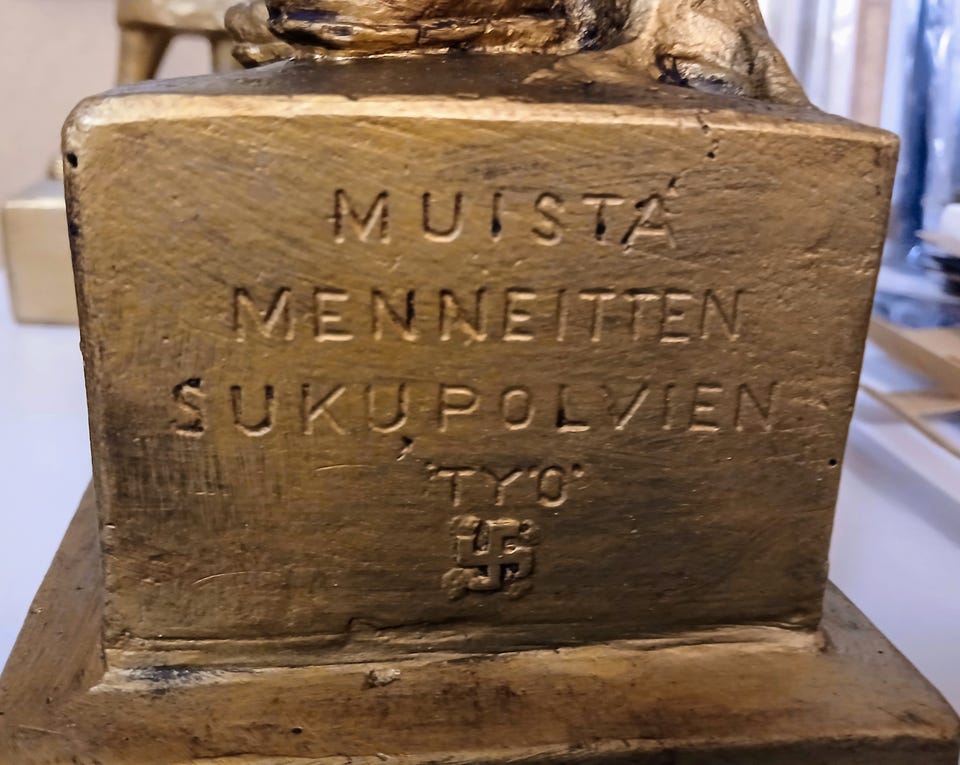 MUISTA
MENNEITTEN
SUKUPOLVIEN
TYÖ